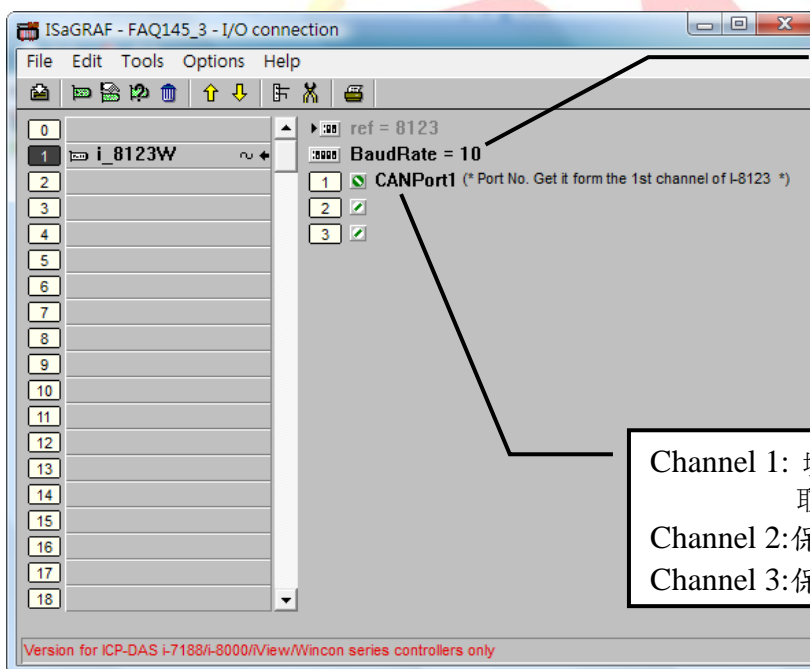 ISaGRAF - FAQ145_3 - I/O connection
File Edit Tools Options Help
0
1 i_8123W
2
3
4
5
6
7
8
9
10
11
12
13
14
15
16
17
18
ref = 8123
BaudRate = 10
1 CANPort1 (* Port No. Get it form the 1st channel of I-8123 *)
2
3
Channel 1:
Channel 2:保
Channel 3:保
Version for ICP-DAS i-7188/i-8000/iView/Wincon series controllers only